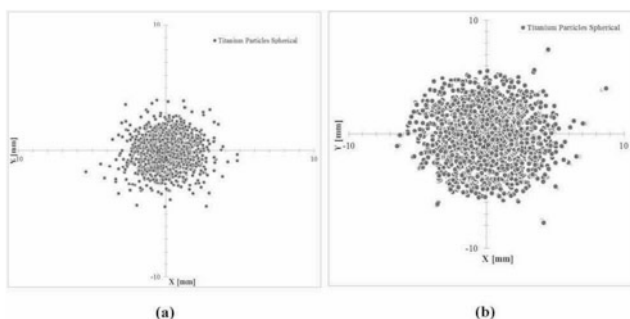 10
Titanium Particles Spherical
Y [mm]
-10
10
-10
X [mm]
(a)
10
Titanium Particles Spherical
Y [mm]
-10
10
-10
X [mm]
(b)